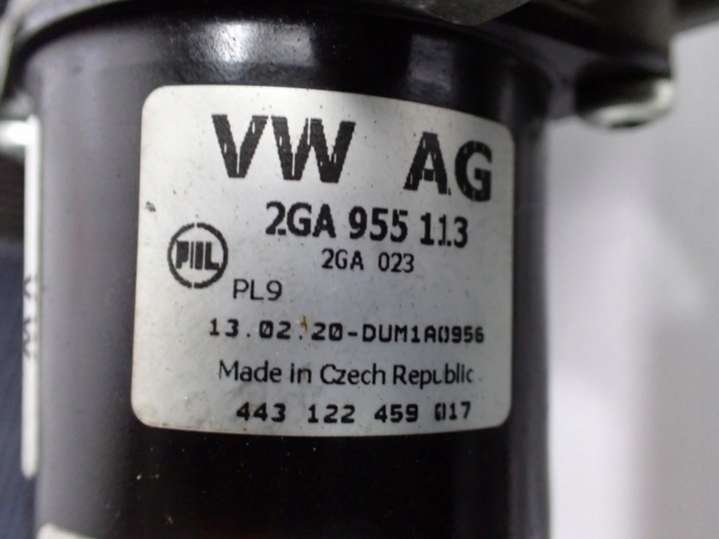 VW AG
2GA 955 113
2GA 023
PAL
PL9
13.02.20-DUM1A0956
Made in Czech Republic
443 122 459 017